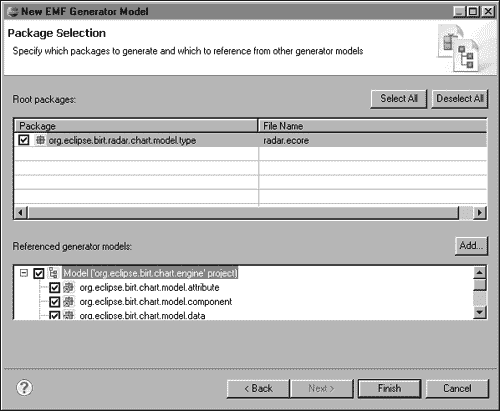 New EMF Generator Model
Package Selection
Specify which packages to generate and which to reference from other generator models
Root packages:
Select All
Deselect All
Package
File Name
org.eclipse.birt.radar.chart.model.type
radar.ecore
Referenced generator models:
Add...
Model ('org.eclipse.birt.chart.engine' project)
org.eclipse.birt.chart.model.attribute
org.eclipse.birt.chart.model.component
org.eclipse.birt.chart.model.data
?
< Back
Next >
Finish
Cancel